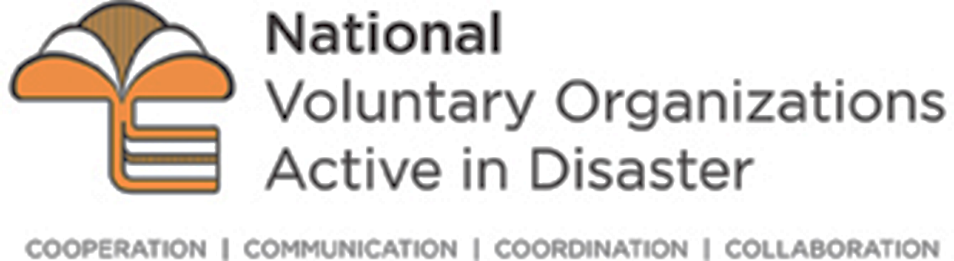 National
Voluntary Organizations
Active in Disaster
COOPERATION | COMMUNICATION | COORDINATION | COLLABORATION